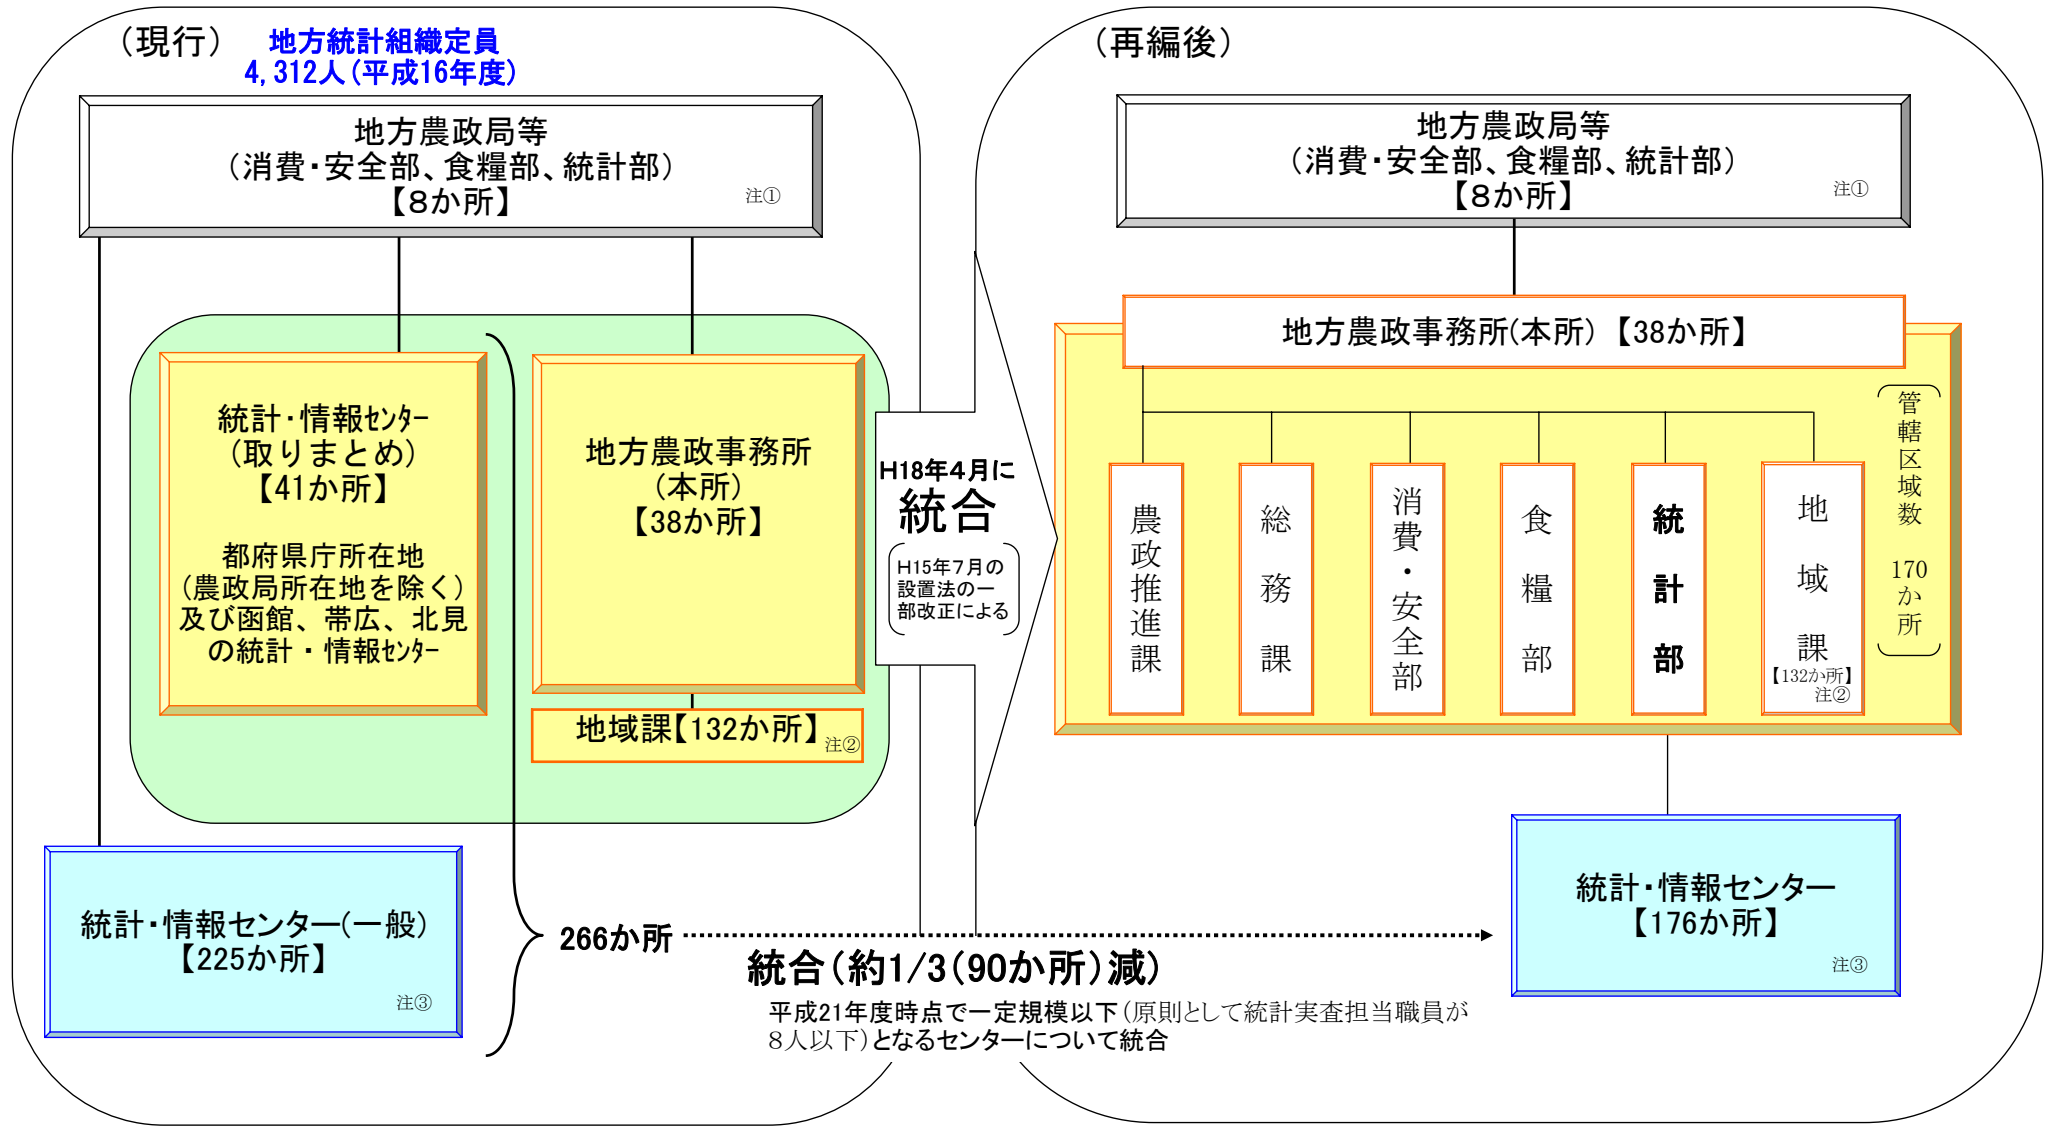 （現行）
地方統計組織定員
4,312人（平成16年度）
地方農政局等
（消費・安全部、食糧部、統計部）
【8か所】
注①
統計・情報ｾﾝﾀｰ
（取りまとめ）
【41か所】
都府県庁所在地
（農政局所在地を除く）
及び函館、帯広、北見
の統計・情報ｾﾝﾀｰ
地方農政事務所
（本所）
【38か所】
地域課【132か所】
注②
統計・情報センター（一般）
【225か所】
注③
H18年４月に
統合
H15年７月の
設置法の一
部改正による
266か所
統合（約1/3（90か所）減）
平成21年度時点で一定規模以下（原則として統計実査担当職員が
８人以下）となるセンターについて統合
（再編後）
地方農政局等
（消費・安全部、食糧部、統計部）
【8か所】
注①
地方農政事務所（本所）【38か所】
農政推進課
総務課
消費・安全部
食糧部
統計部
地域課
【132か所】
注②
管轄区域数　170か所
統計・情報センター
【176か所】
注③